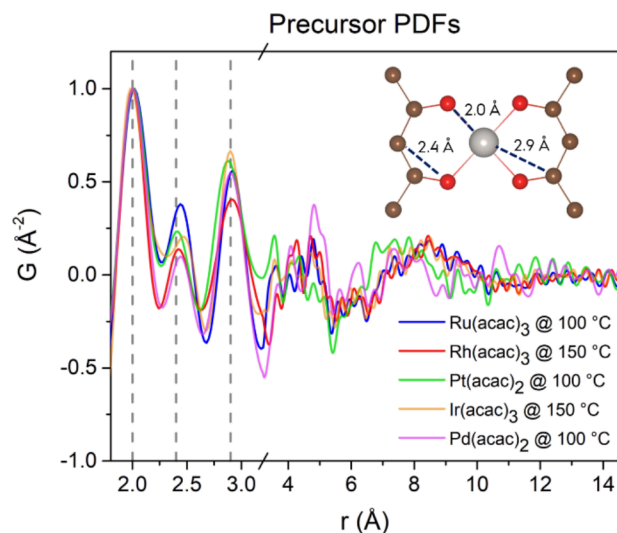 Precursor PDFs
G (Å⁻²)
1.0
0.5
0.0
-0.5
-1.0
2.0 Å
2.4 Å
2.9 Å
Ru(acac)₃ @ 100 °C
Rh(acac)₃ @ 150 °C
Pt(acac)₂ @ 100 °C
Ir(acac)₃ @ 150 °C
Pd(acac)₂ @ 100 °C
2.0 2.5 3.0 4 6 8 10 12 14
r (Å)